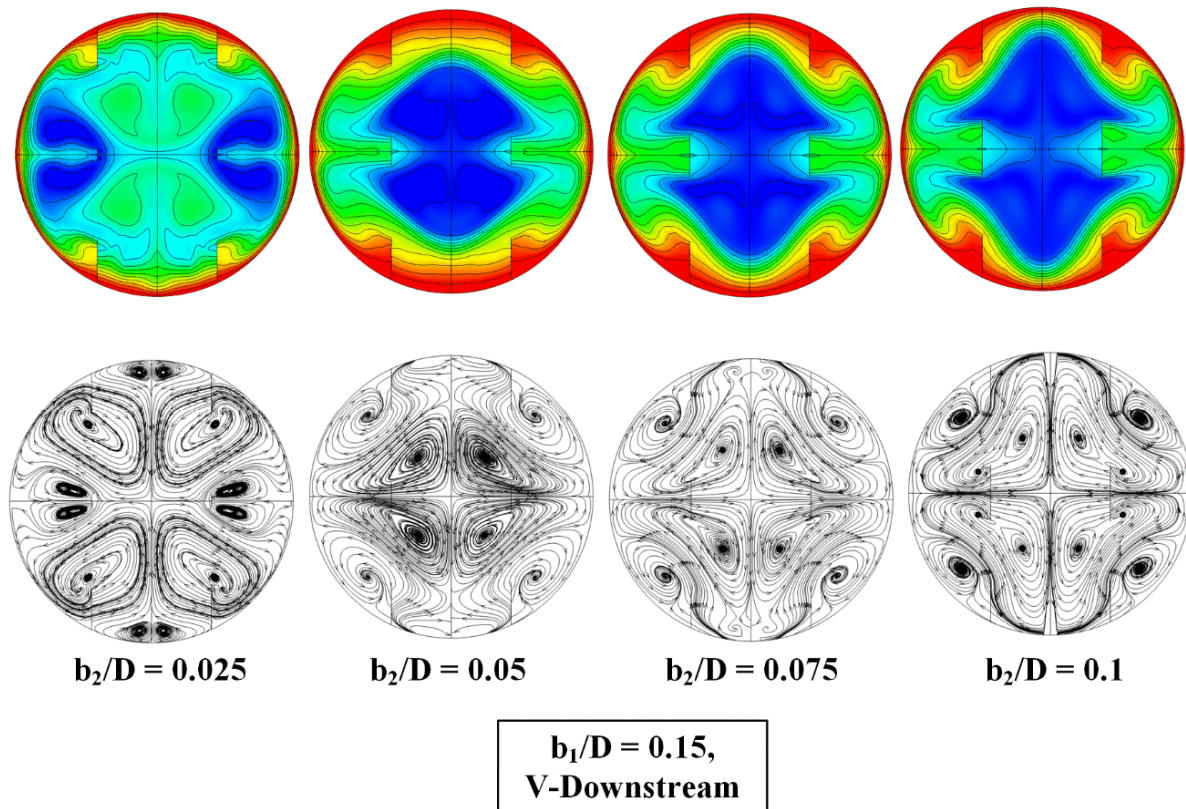 b₂/D = 0.025
b₂/D = 0.05
b₂/D = 0.075
b₂/D = 0.1
b₁/D = 0.15,
V-Downstream